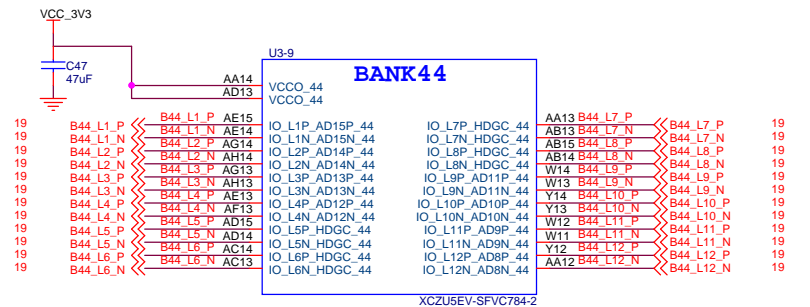 VCC_3V3
C47
47uF
U3-9
BANK44
AA14 VCCO_44
AD13 VCCO_44
19 B44_L1_P B44_L1_P AE15 IO_L1P_AD15P_44 IO_L7P_HDGC_44 AA13 B44_L7_P B44_L7_P 19
19 B44_L1_N B44_L1_N AE14 IO_L1N_AD15N_44 IO_L7N_HDGC_44 AB13 B44_L7_N B44_L7_N 19
19 B44_L2_P B44_L2_P AG14 IO_L2P_AD14P_44 IO_L8P_HDGC_44 AB15 B44_L8_P B44_L8_P 19
19 B44_L2_N B44_L2_N AH14 IO_L2N_AD14N_44 IO_L8N_HDGC_44 AB14 B44_L8_N B44_L8_N 19
19 B44_L3_P B44_L3_P AG13 IO_L3P_AD13P_44 IO_L9P_AD11P_44 W14 B44_L9_P B44_L9_P 19
19 B44_L3_N B44_L3_N AH13 IO_L3N_AD13N_44 IO_L9N_AD11N_44 W13 B44_L9_N B44_L9_N 19
19 B44_L4_P B44_L4_P AE13 IO_L4P_AD12P_44 IO_L10P_AD10P_44 Y14 B44_L10_P B44_L10_P 19
19 B44_L4_N B44_L4_N AF13 IO_L4N_AD12N_44 IO_L10N_AD10N_44 Y13 B44_L10_N B44_L10_N 19
19 B44_L5_P B44_L5_P AD15 IO_L5P_HDGC_44 IO_L11P_AD9P_44 W12 B44_L11_P B44_L11_P 19
19 B44_L5_N B44_L5_N AD14 IO_L5N_HDGC_44 IO_L11N_AD9N_44 W11 B44_L11_N B44_L11_N 19
19 B44_L6_P B44_L6_P AC14 IO_L6P_HDGC_44 IO_L12P_AD8P_44 Y12 B44_L12_P B44_L12_P 19
19 B44_L6_N B44_L6_N AC13 IO_L6N_HDGC_44 IO_L12N_AD8N_44 AA12 B44_L12_N B44_L12_N 19
XCZU5EV-SFVC784-2